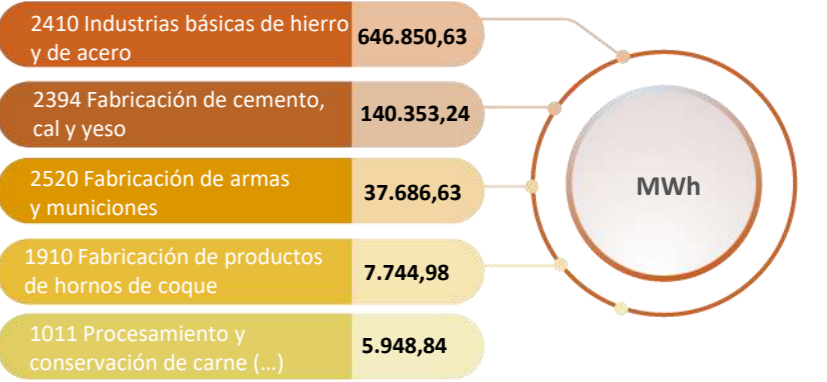 2410 Industrias básicas de hierro
y de acero
646.850,63
2394 Fabricación de cemento,
cal y yeso
140.353,24
2520 Fabricación de armas
y municiones
37.686,63
1910 Fabricación de productos
de hornos de coque
7.744,98
1011 Procesamiento y
conservación de carne (...)
5.948,84
MWh